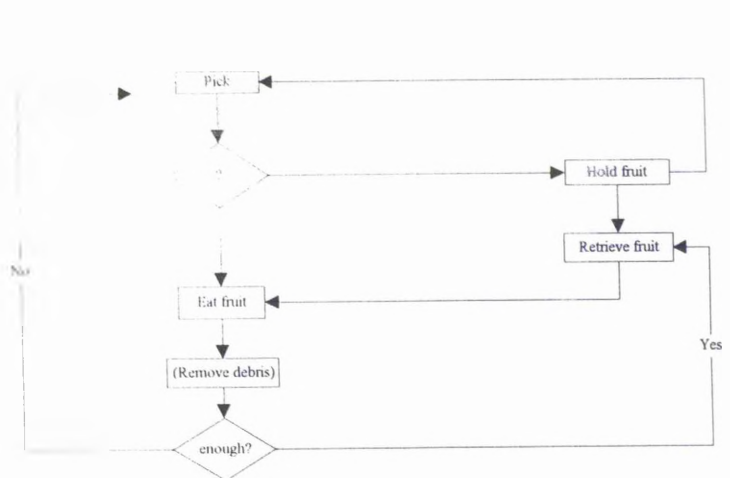 Pick
?
Hold fruit
Retrieve fruit
No
Eat fruit
Yes
(Remove debris)
enough?